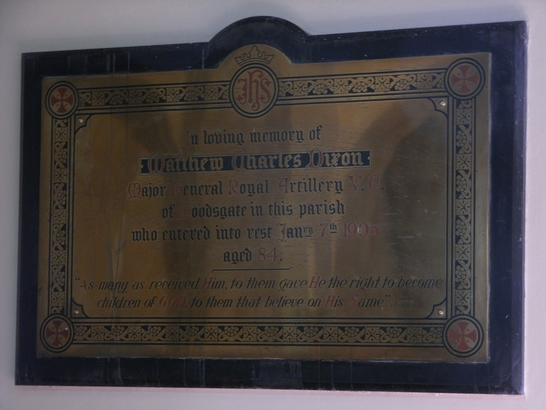 IHS
In loving memory of
Matthew Charles Dixon
Major General Royal Artillery V.C.
of Woodsgate in this parish
who entered into rest Jany 7th 1905
aged 84.
"As many as received Him, to them gave He the right to become
children of God, to them that believe on His Name".